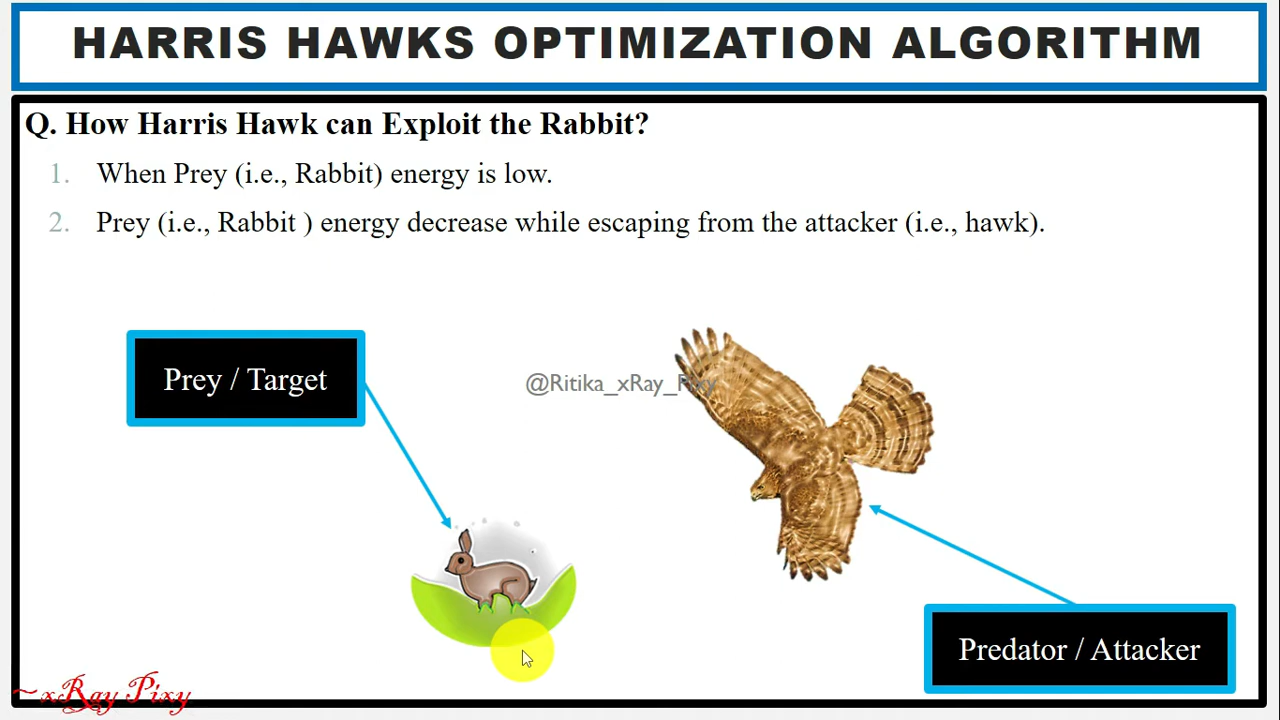 HARRIS HAWKS OPTIMIZATION ALGORITHM
Q. How Harris Hawk can Exploit the Rabbit?
1. When Prey (i.e., Rabbit) energy is low.
2. Prey (i.e., Rabbit ) energy decrease while escaping from the attacker (i.e., hawk).
Prey / Target
@Ritika_xRay_Pixy
Predator / Attacker
~xRay Pixy